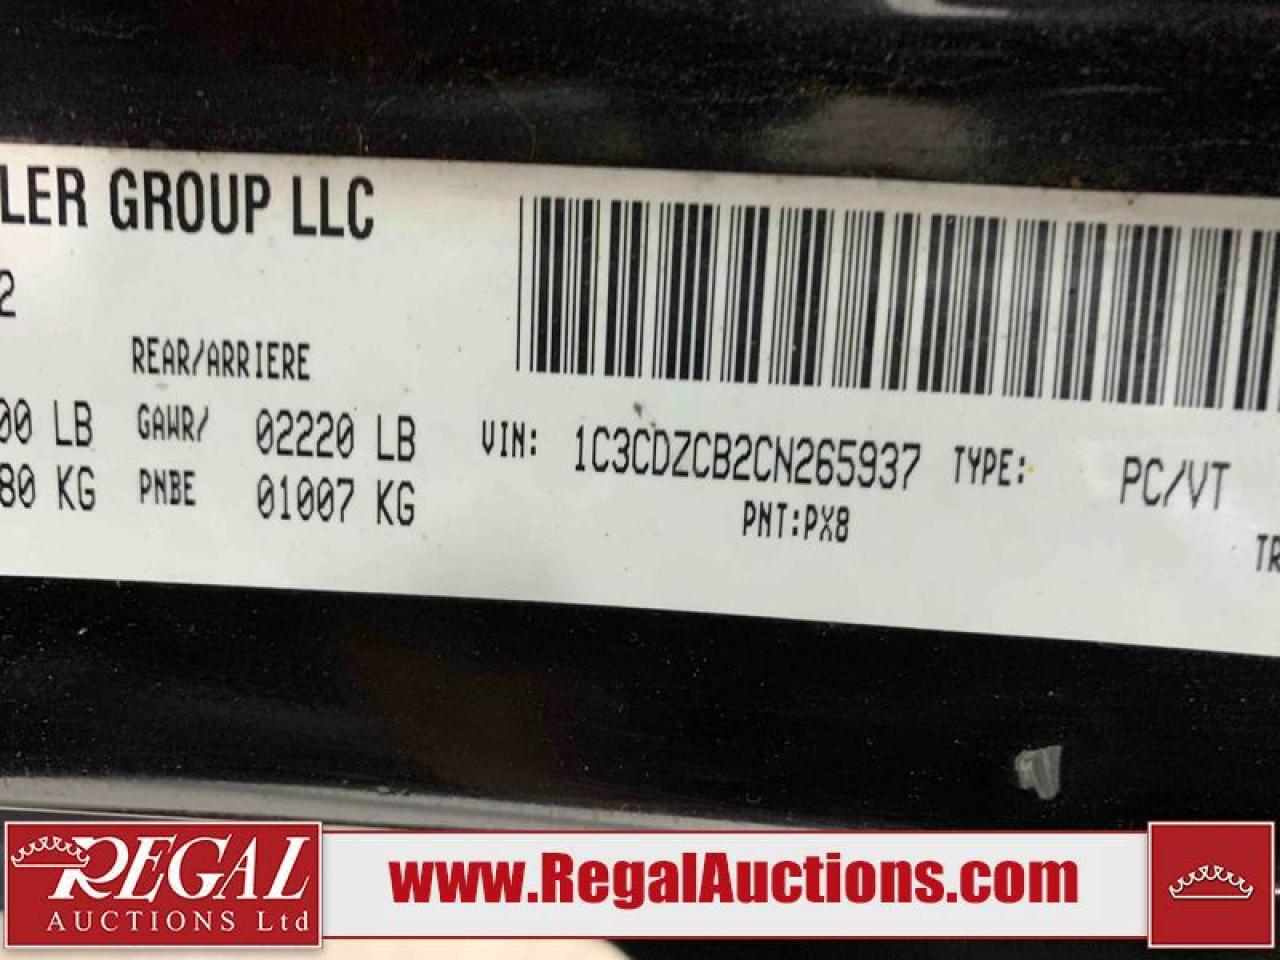 LER GROUP LLC
2
REAR/ARRIERE
00 LB GAWR/ 02220 LB VIN: 1C3CDZCB2CN265937 TYPE: PC/VT
80 KG PNBE 01007 KG PNT:PX8
TR
REGAL
AUCTIONS Ltd
www.RegalAuctions.com